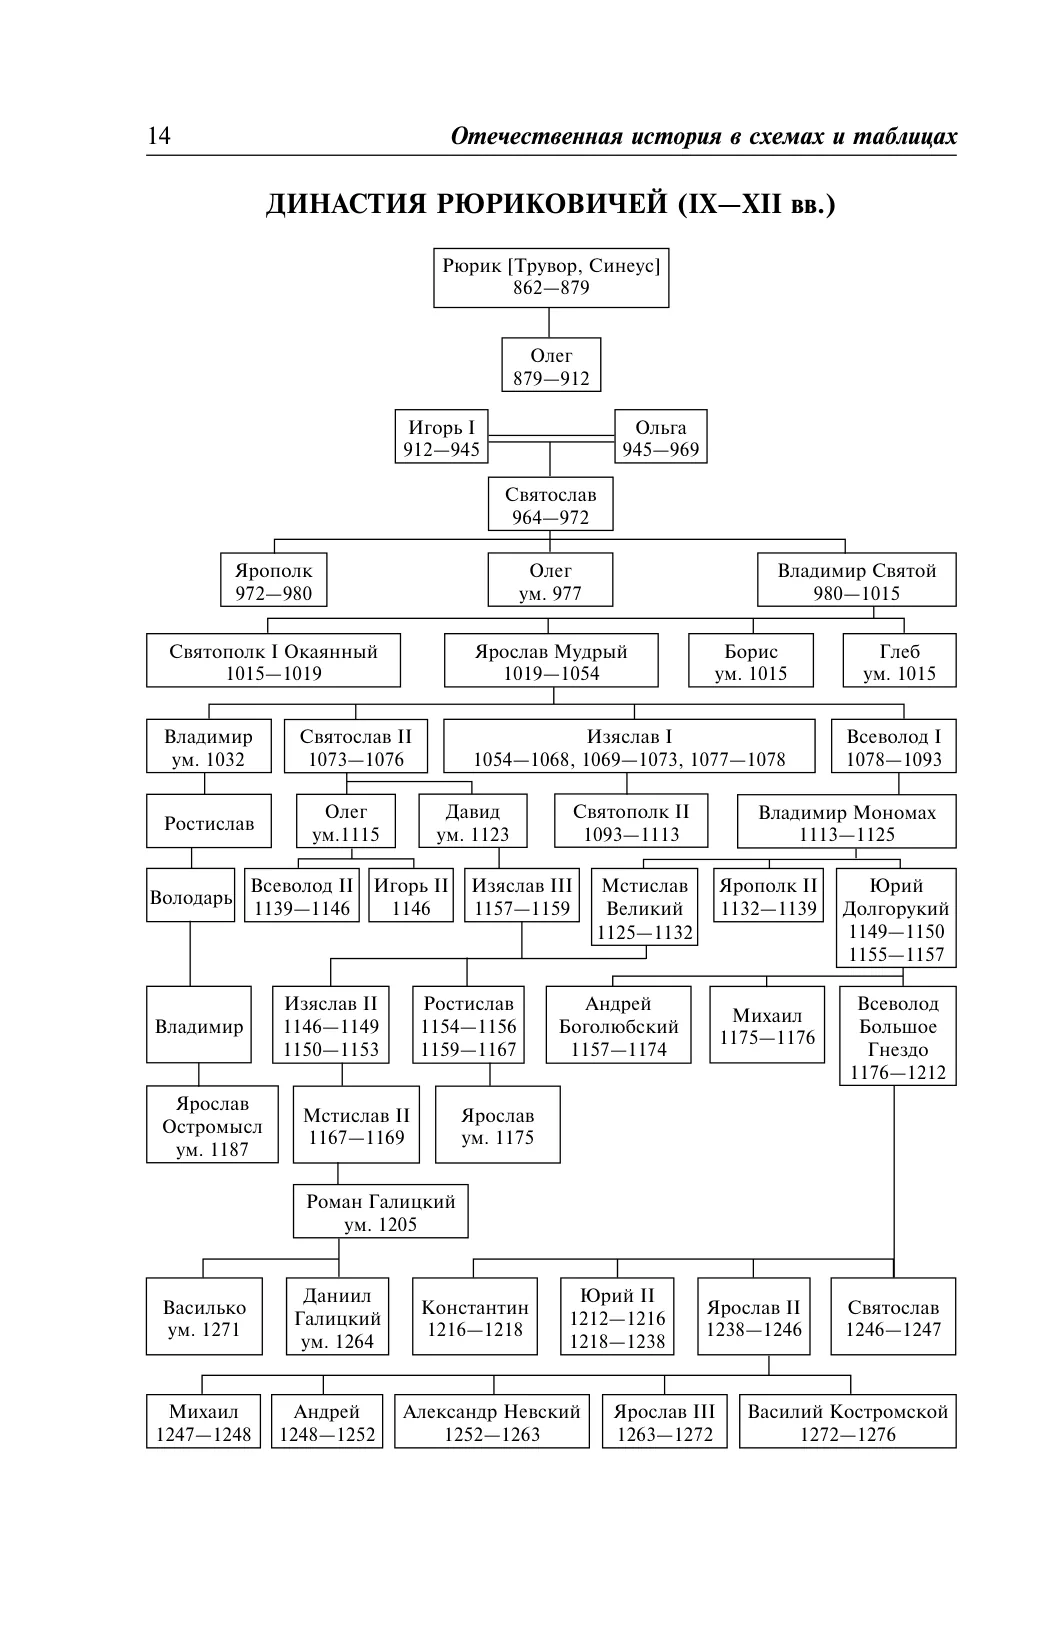 14
Отечественная история в схемах и таблицах
ДИНАСТИЯ РЮРИКОВИЧЕЙ (IX—XII вв.)
Рюрик [Трувор, Синеус]
862—879
Олег
879—912
Игорь I
912—945
Ольга
945—969
Святослав
964—972
Ярополк
972—980
Олег
ум. 977
Владимир Святой
980—1015
Святополк I Окаянный
1015—1019
Ярослав Мудрый
1019—1054
Борис
ум. 1015
Глеб
ум. 1015
Владимир
ум. 1032
Святослав II
1073—1076
Изяслав I
1054—1068, 1069—1073, 1077—1078
Всеволод I
1078—1093
Ростислав
Олег
ум.1115
Давид
ум. 1123
Святополк II
1093—1113
Владимир Мономах
1113—1125
Володарь
Всеволод II
1139—1146
Игорь II
1146
Изяслав III
1157—1159
Мстислав
Великий
1125—1132
Ярополк II
1132—1139
Юрий
Долгорукий
1149—1150
1155—1157
Владимир
Изяслав II
1146—1149
1150—1153
Ростислав
1154—1156
1159—1167
Андрей
Боголюбский
1157—1174
Михаил
1175—1176
Всеволод
Большое
Гнездо
1176—1212
Ярослав
Остромысл
ум. 1187
Мстислав II
1167—1169
Ярослав
ум. 1175
Роман Галицкий
ум. 1205
Василько
ум. 1271
Даниил
Галицкий
ум. 1264
Константин
1216—1218
Юрий II
1212—1216
1218—1238
Ярослав II
1238—1246
Святослав
1246—1247
Михаил
1247—1248
Андрей
1248—1252
Александр Невский
1252—1263
Ярослав III
1263—1272
Василий Костромской
1272—1276